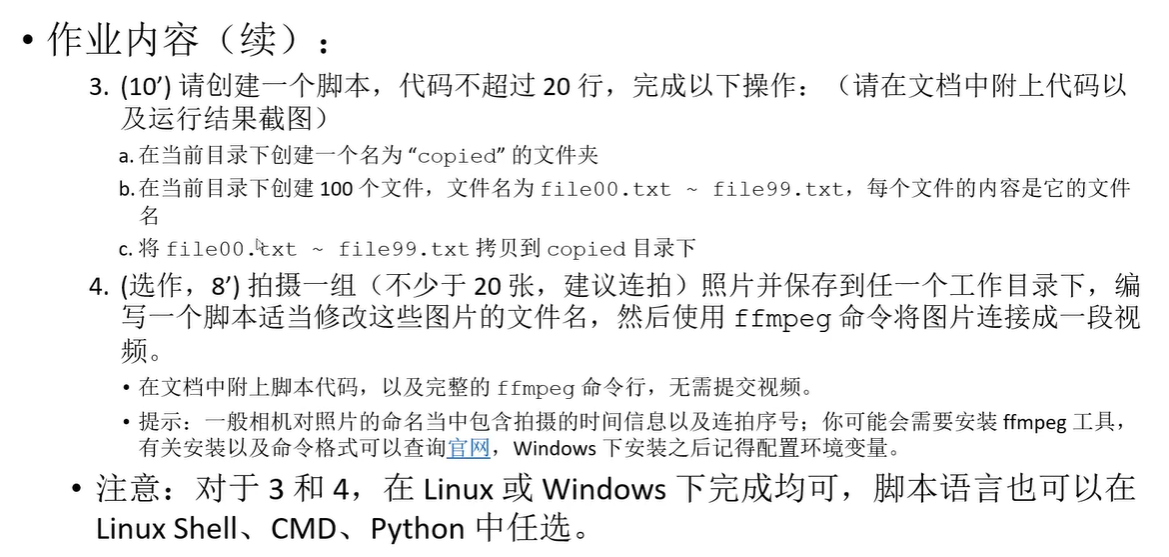 • 作业内容（续）：
3. (10’) 请创建一个脚本，代码不超过 20 行，完成以下操作：（请在文档中附上代码以
及运行结果截图）
a. 在当前目录下创建一个名为 “copied” 的文件夹
b. 在当前目录下创建 100 个文件，文件名为 file00.txt ~ file99.txt，每个文件的内容是它的文件
名
c. 将 file00.txt ~ file99.txt 拷贝到 copied 目录下
4. (选作，8’) 拍摄一组（不少于 20 张，建议连拍）照片并保存到任一个工作目录下，编
写一个脚本适当修改这些图片的文件名，然后使用 ffmpeg 命令将图片连接成一段视
频。
• 在文档中附上脚本代码，以及完整的 ffmpeg 命令行，无需提交视频。
• 提示：一般相机对照片的命名当中包含拍摄的时间信息以及连拍序号；你可能会需要安装 ffmpeg 工具，
有关安装以及命令格式可以查询官网，Windows 下安装之后记得配置环境变量。
• 注意：对于 3 和 4，在 Linux 或 Windows 下完成均可，脚本语言也可以在
Linux Shell、CMD、Python 中任选。